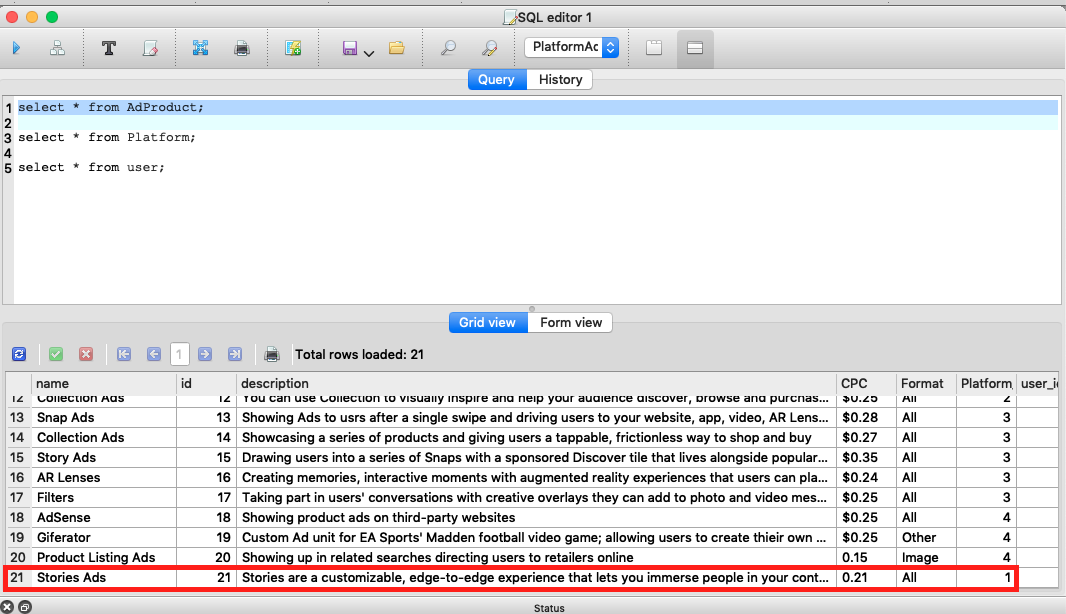 SQL editor 1
T
PlatformAc
Query History
1 select * from AdProduct;
2
3 select * from Platform;
4
5 select * from user;
Grid view Form view
1 Total rows loaded: 21
name id description CPC Format Platform_ user_id
12 Collection Ads 12 You can use Collection to visually inspire and help your audience discover, browse and purchas... $0.25 All 2
13 Snap Ads 13 Showing Ads to usrs after a single swipe and driving users to your website, app, video, AR Lens... $0.28 All 3
14 Collection Ads 14 Showcasing a series of products and giving users a tappable, frictionless way to shop and buy $0.27 All 3
15 Story Ads 15 Drawing users into a series of Snaps with a sponsored Discover tile that lives alongside popular... $0.35 All 3
16 AR Lenses 16 Creating memories, interactive moments with augmented reality experiences that users can pla... $0.24 All 3
17 Filters 17 Taking part in users' conversations with creative overlays they can add to photo and video mes... $0.25 All 3
18 AdSense 18 Showing product ads on third-party websites $0.25 All 4
19 Giferator 19 Custom Ad unit for EA Sports' Madden football video game; allowing users to create thieir own ... $0.25 Other 4
20 Product Listing Ads 20 Showing up in related searches directing users to retailers online 0.15 Image 4
21 Stories Ads 21 Stories are a customizable, edge-to-edge experience that lets you immerse people in your cont... 0.21 All 1
Status